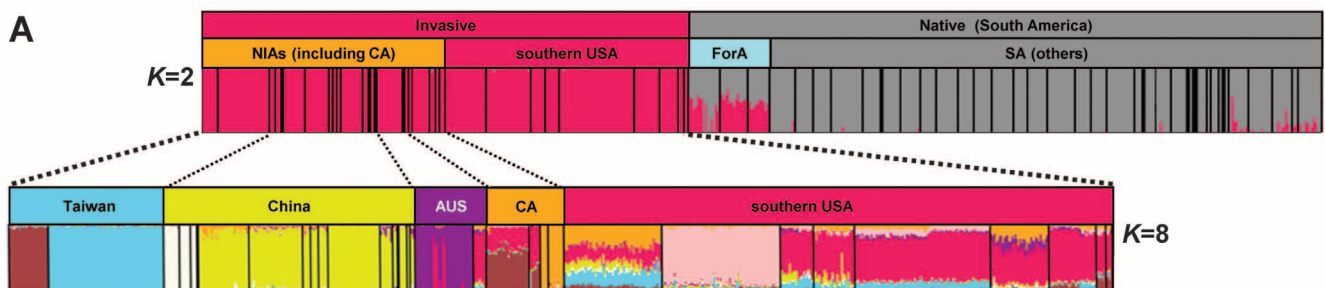 A
Invasive Native (South America)
NIAs (including CA) southern USA ForA SA (others)
K=2
Taiwan China AUS CA southern USA
K=8